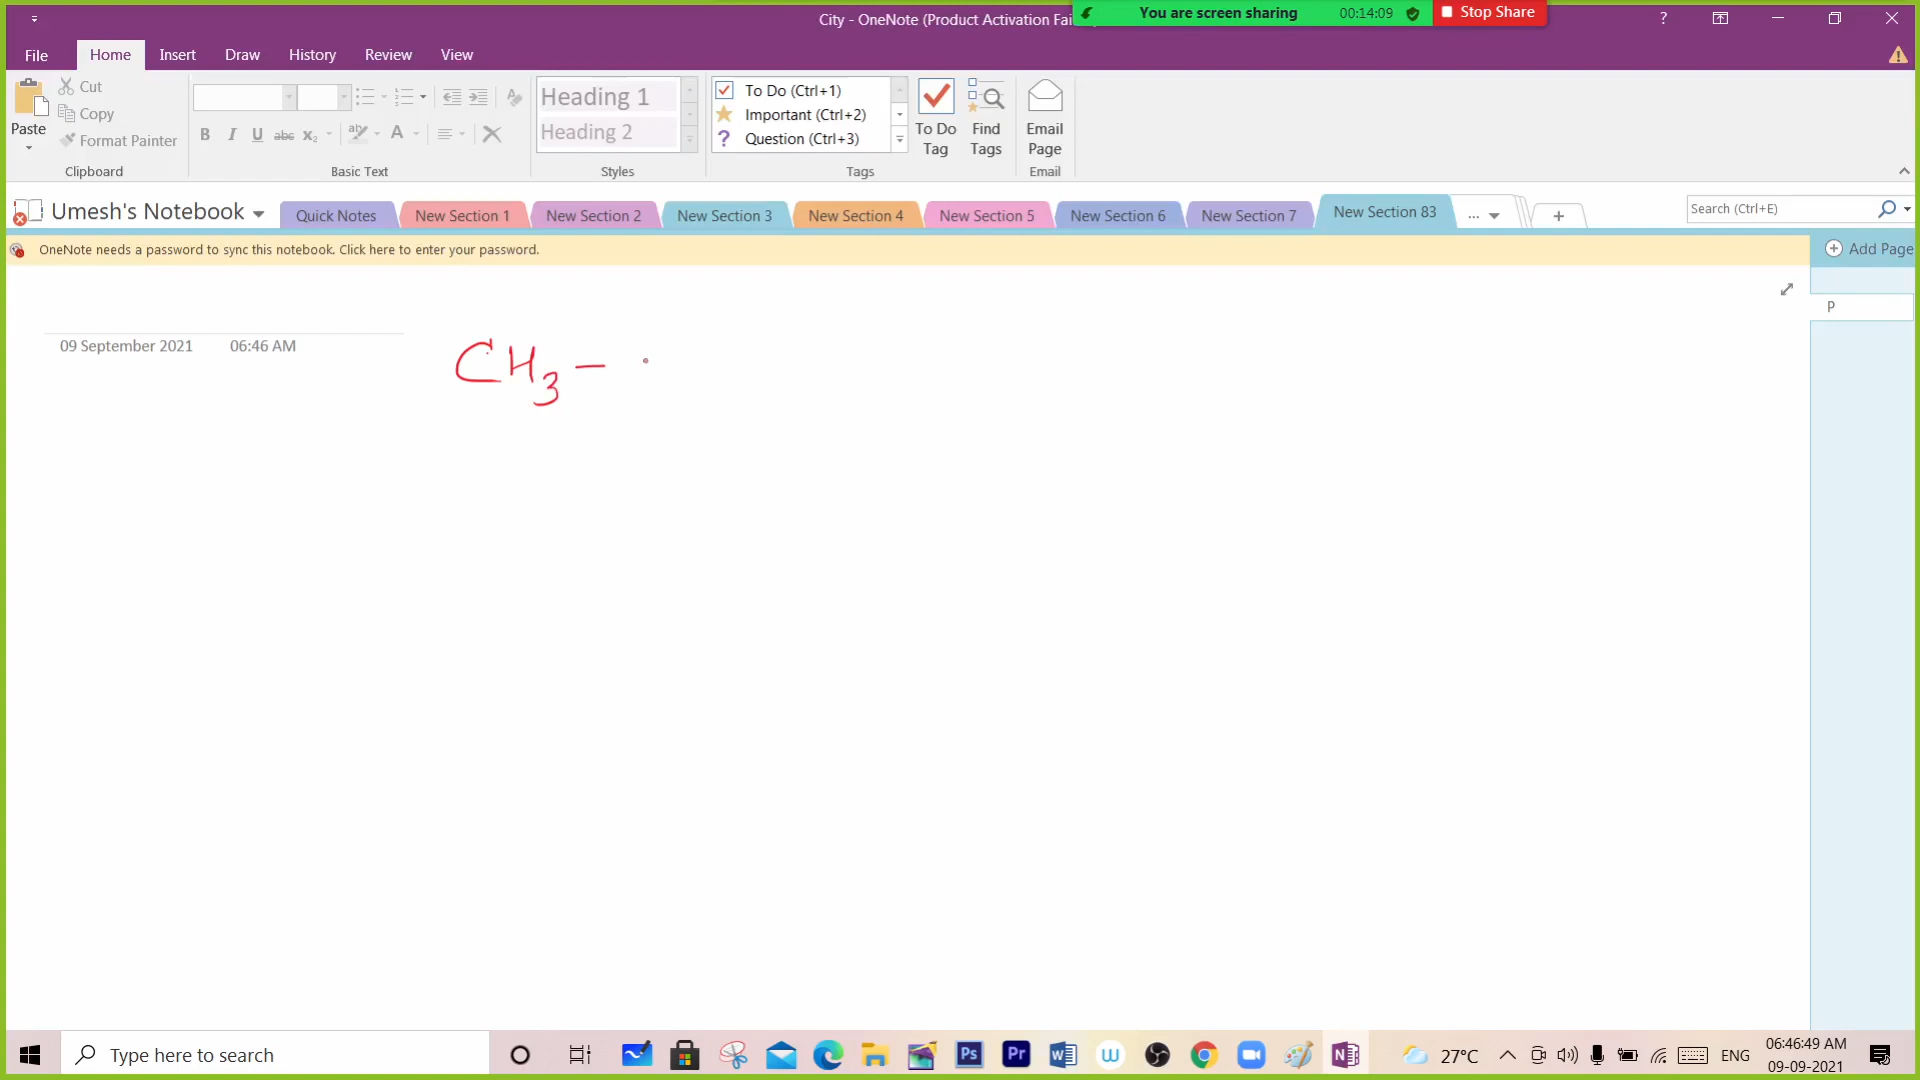 City - OneNote (Product Activation Fai
You are screen sharing 00:14:09 Stop Share
?
File Home Insert Draw History Review View
Paste
Cut
Copy
Format Painter
Clipboard
B I U abc X₂ A
Basic Text
Heading 1
Heading 2
Styles
To Do (Ctrl+1)
Important (Ctrl+2)
? Question (Ctrl+3)
Tags
To Do Tag
Find Tags
Email Page
Email
Umesh's Notebook Quick Notes New Section 1 New Section 2 New Section 3 New Section 4 New Section 5 New Section 6 New Section 7 New Section 83 ... + Search (Ctrl+E)
OneNote needs a password to sync this notebook. Click here to enter your password.
Add Page
P
09 September 2021 06:46 AM
CH₃ –
Type here to search
Ps Pr W 27°C ENG 06:46:49 AM
09-09-2021